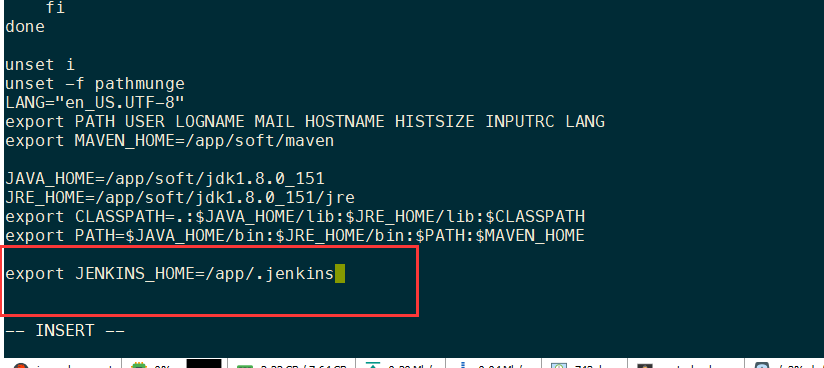 fi
done
unset i
unset -f pathmunge
LANG="en_US.UTF-8"
export PATH USER LOGNAME MAIL HOSTNAME HISTSIZE INPUTRC LANG
export MAVEN_HOME=/app/soft/maven
JAVA_HOME=/app/soft/jdk1.8.0_151
JRE_HOME=/app/soft/jdk1.8.0_151/jre
export CLASSPATH=.:$JAVA_HOME/lib:$JRE_HOME/lib:$CLASSPATH
export PATH=$JAVA_HOME/bin:$JRE_HOME/bin:$PATH:$MAVEN_HOME
export JENKINS_HOME=/app/.jenkins
-- INSERT --